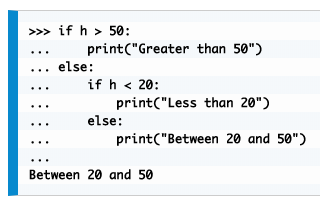 >>> if h > 50:
...     print("Greater than 50")
... else:
...     if h < 20:
...         print("Less than 20")
...     else:
...         print("Between 20 and 50")
...
Between 20 and 50